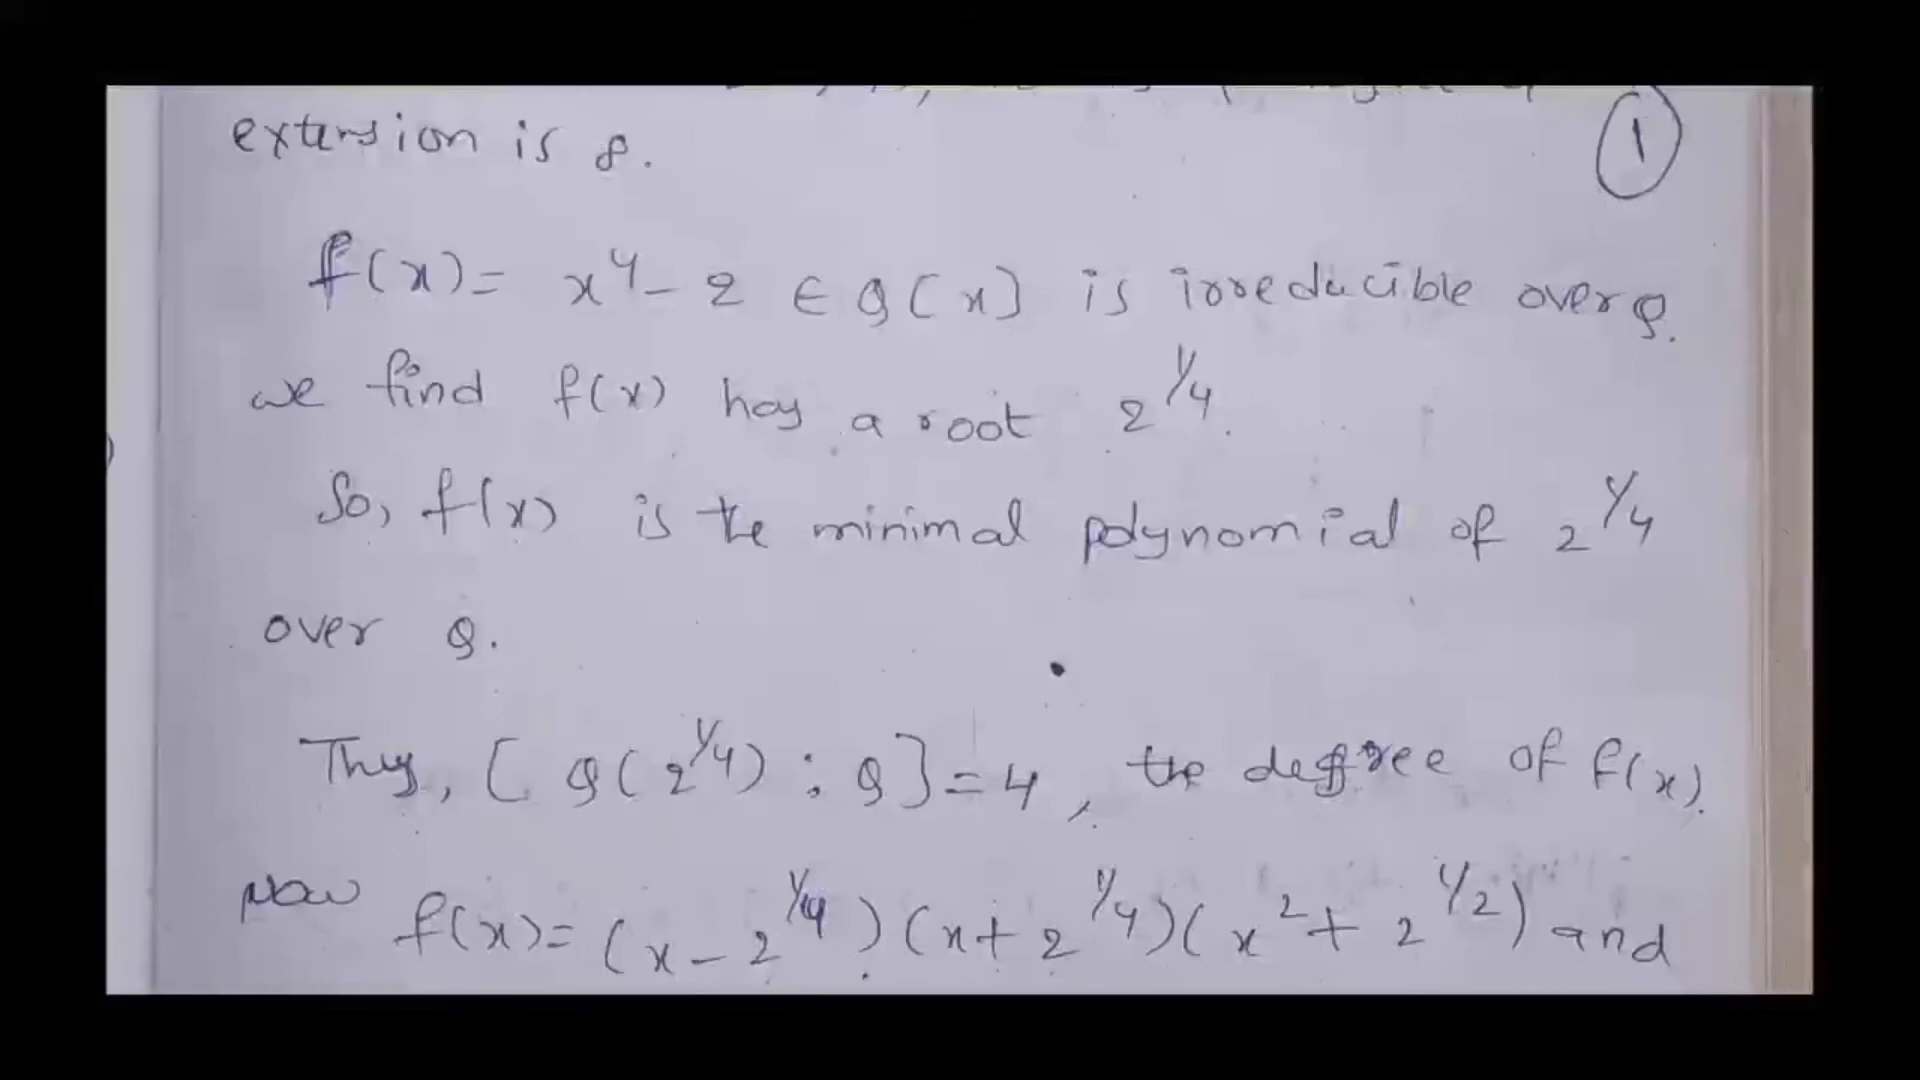 extension is 8.
1
f(x) = x^4 - 2 ∈ Q[x] is irreducible over Q.
we find f(x) has a root 2^1/4.
So, f(x) is the minimal polynomial of 2^1/4
over Q.
Thus, [Q(2^1/4) : Q] = 4, the degree of f(x).
Now f(x) = (x - 2^1/4)(x + 2^1/4)(x^2 + 2^1/2) and